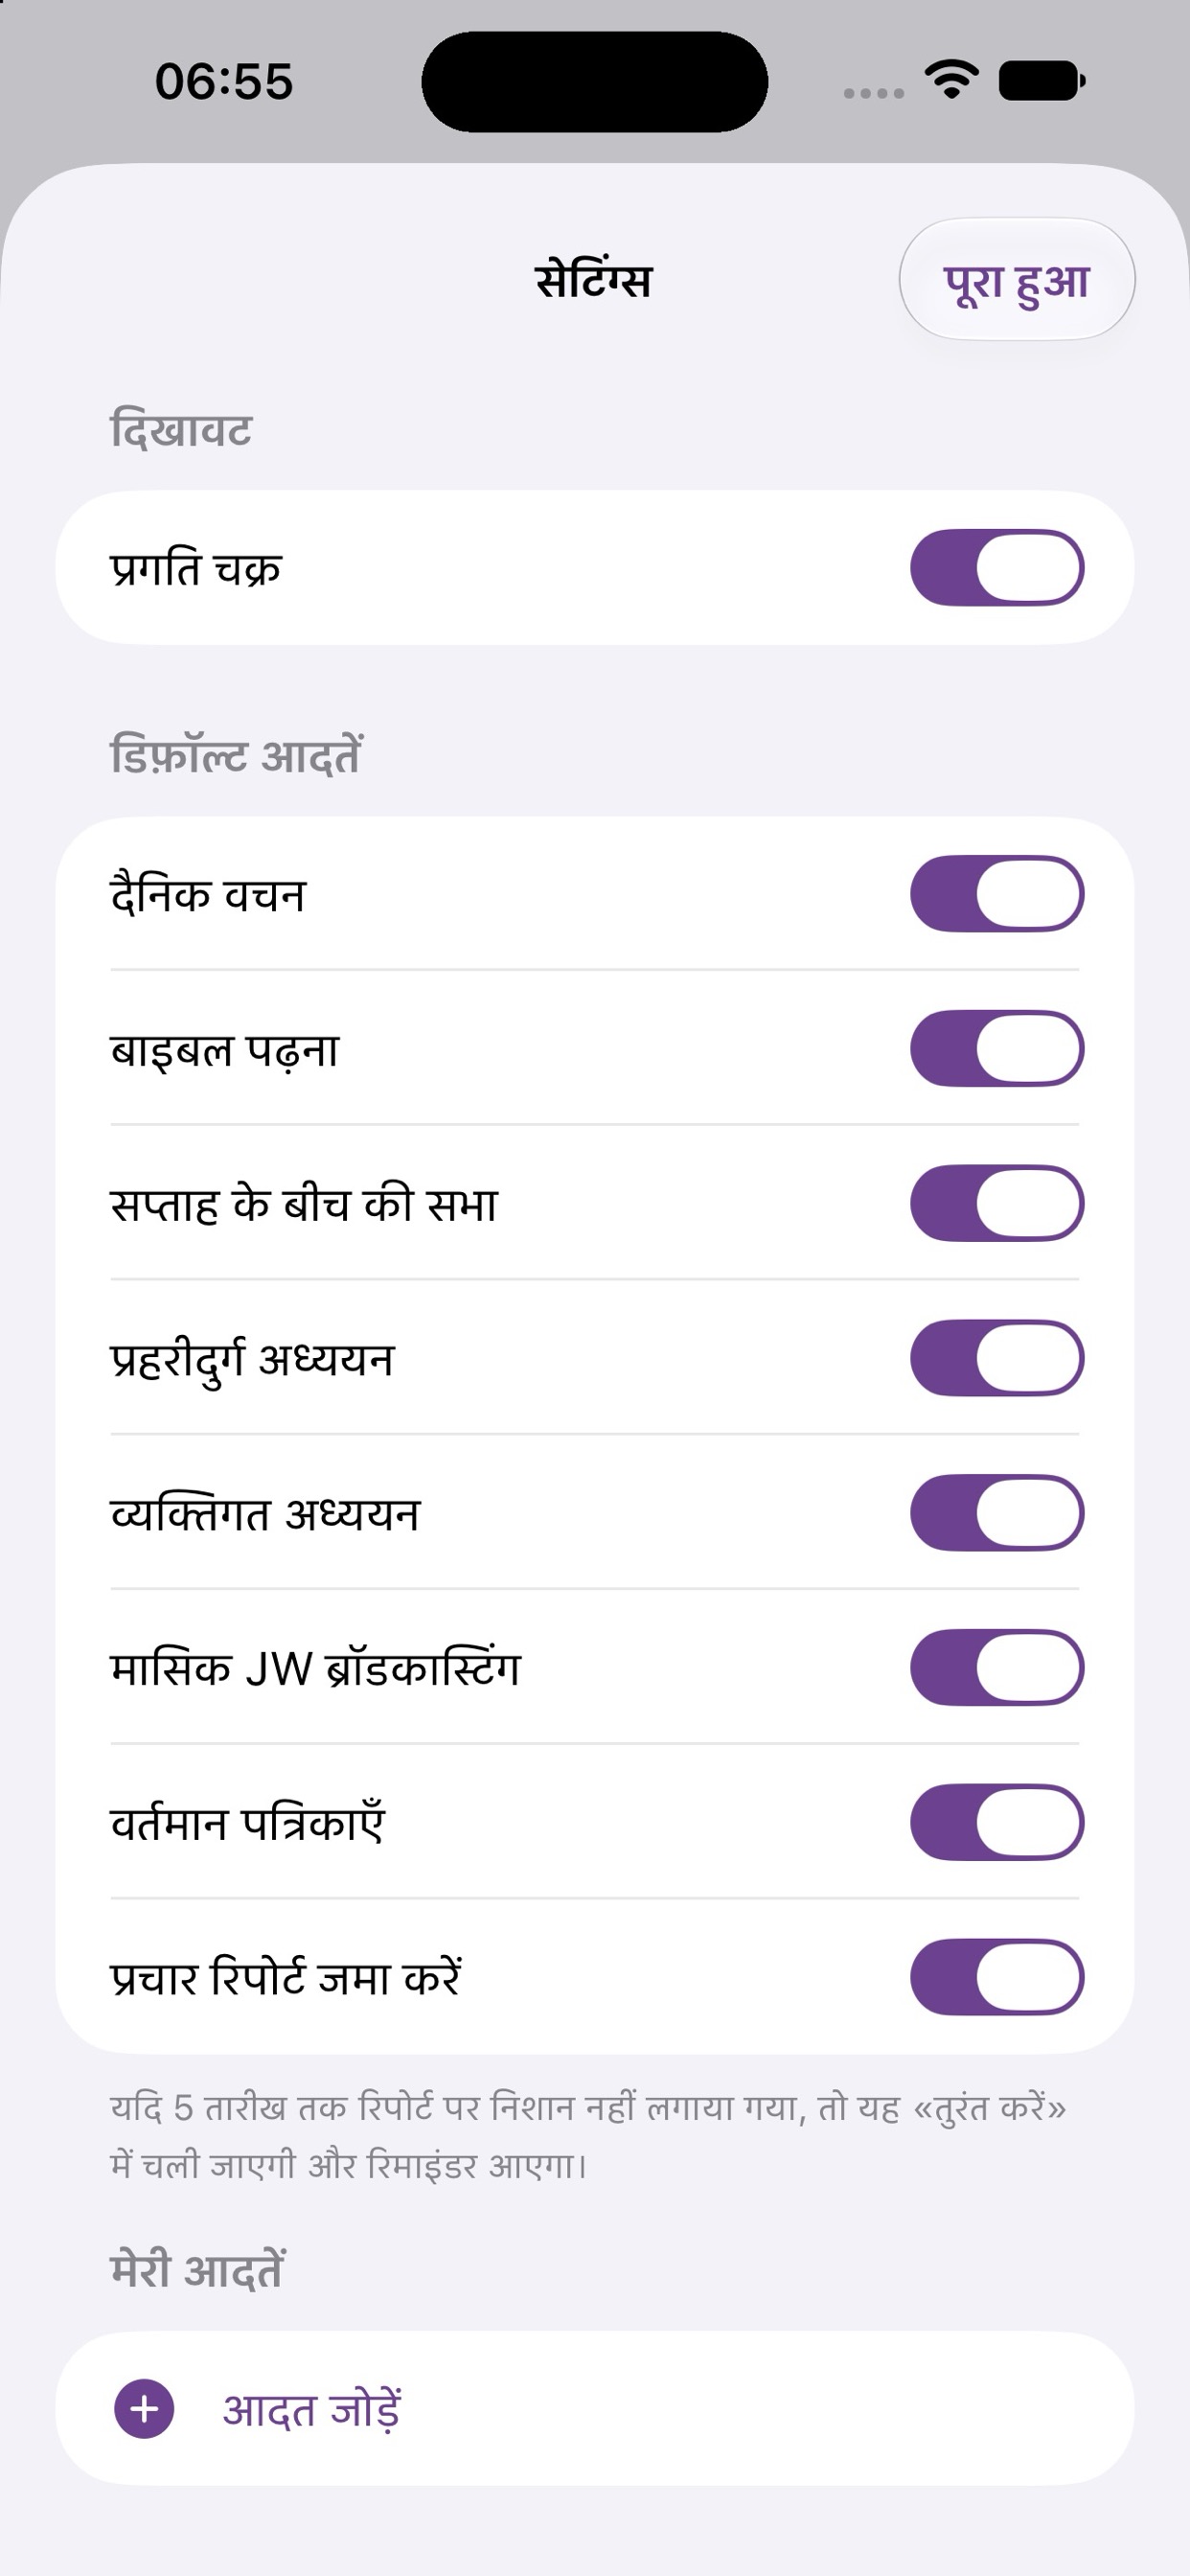 06:55
सेटिंग्स
पूरा हुआ
दिखावट
प्रगति चक्र
डिफ़ॉल्ट आदतें
दैनिक वचन
बाइबल पढ़ना
सप्ताह के बीच की सभा
प्रहरीदुर्ग अध्ययन
व्यक्तिगत अध्ययन
मासिक JW ब्रॉडकास्टिंग
वर्तमान पत्रिकाएँ
प्रचार रिपोर्ट जमा करें
यदि 5 तारीख तक रिपोर्ट पर निशान नहीं लगाया गया, तो यह «तुरंत करें»
में चली जाएगी और रिमाइंडर आएगा।
मेरी आदतें
आदत जोड़ें